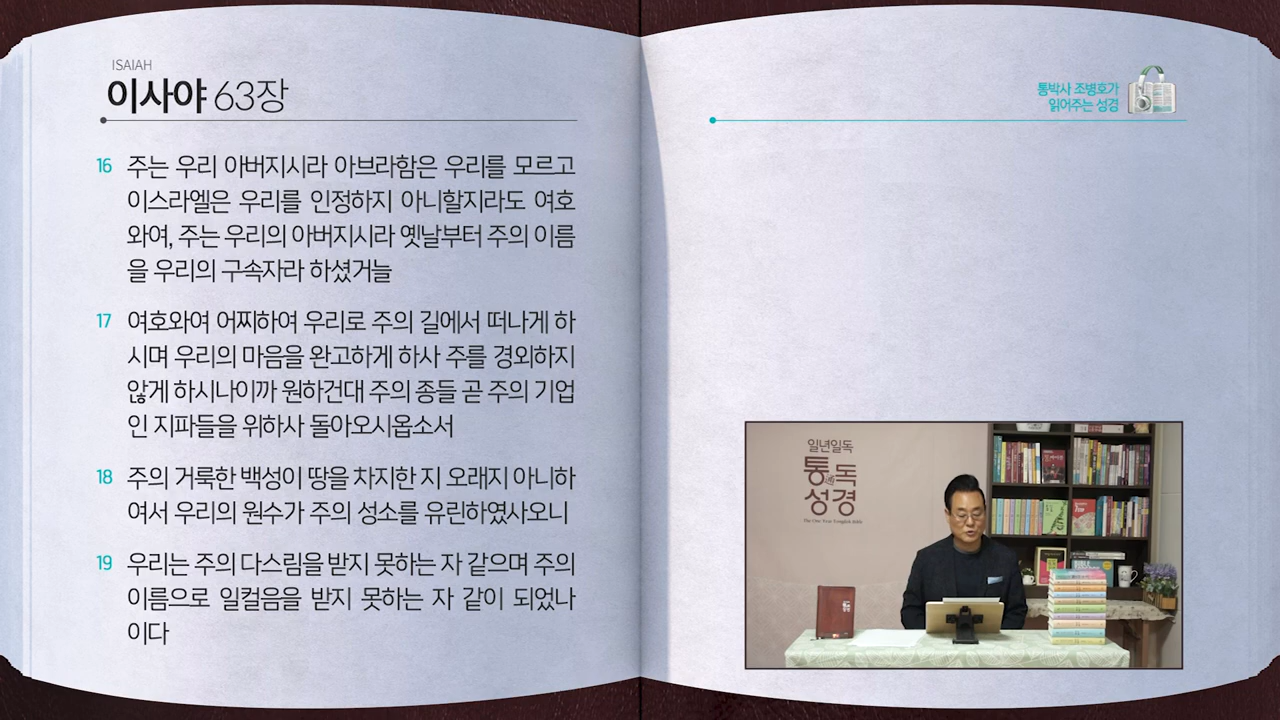 ISAIAH
이사야 63장
16 주는 우리 아버지시라 아브라함은 우리를 모르고
이스라엘은 우리를 인정하지 아니할지라도 여호
와여, 주는 우리의 아버지시라 옛날부터 주의 이름
을 우리의 구속자라 하셨거늘
17 여호와여 어찌하여 우리로 주의 길에서 떠나게 하
시며 우리의 마음을 완고하게 하사 주를 경외하지
않게 하시나이까 원하건대 주의 종들 곧 주의 기업
인 지파들을 위하사 돌아오시옵소서
18 주의 거룩한 백성이 땅을 차지한 지 오래지 아니하
여서 우리의 원수가 주의 성소를 유린하였사오니
19 우리는 주의 다스림을 받지 못하는 자 같으며 주의
이름으로 일컬음을 받지 못하는 자 같이 되었나
이다
통박사 조병호가
읽어주는 성경
일년일독
통독
성경
The One Year Tongdok Bible